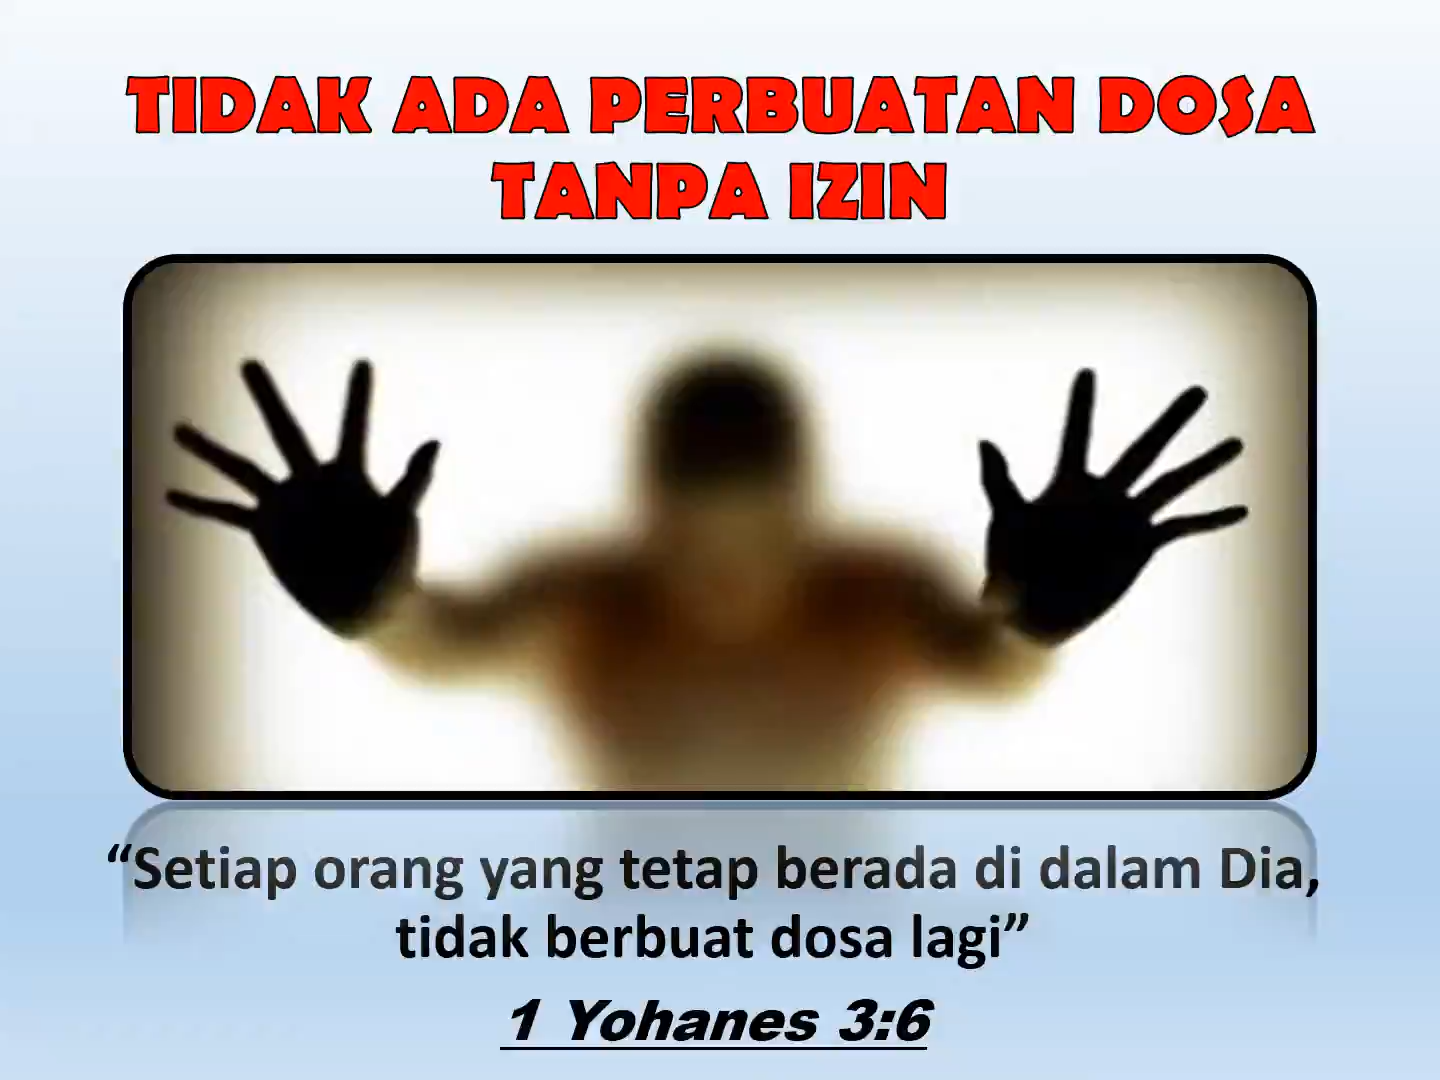 TIDAK ADA PERBUATAN DOSA
TANPA IZIN
“Setiap orang yang tetap berada di dalam Dia,
tidak berbuat dosa lagi”
1 Yohanes 3:6